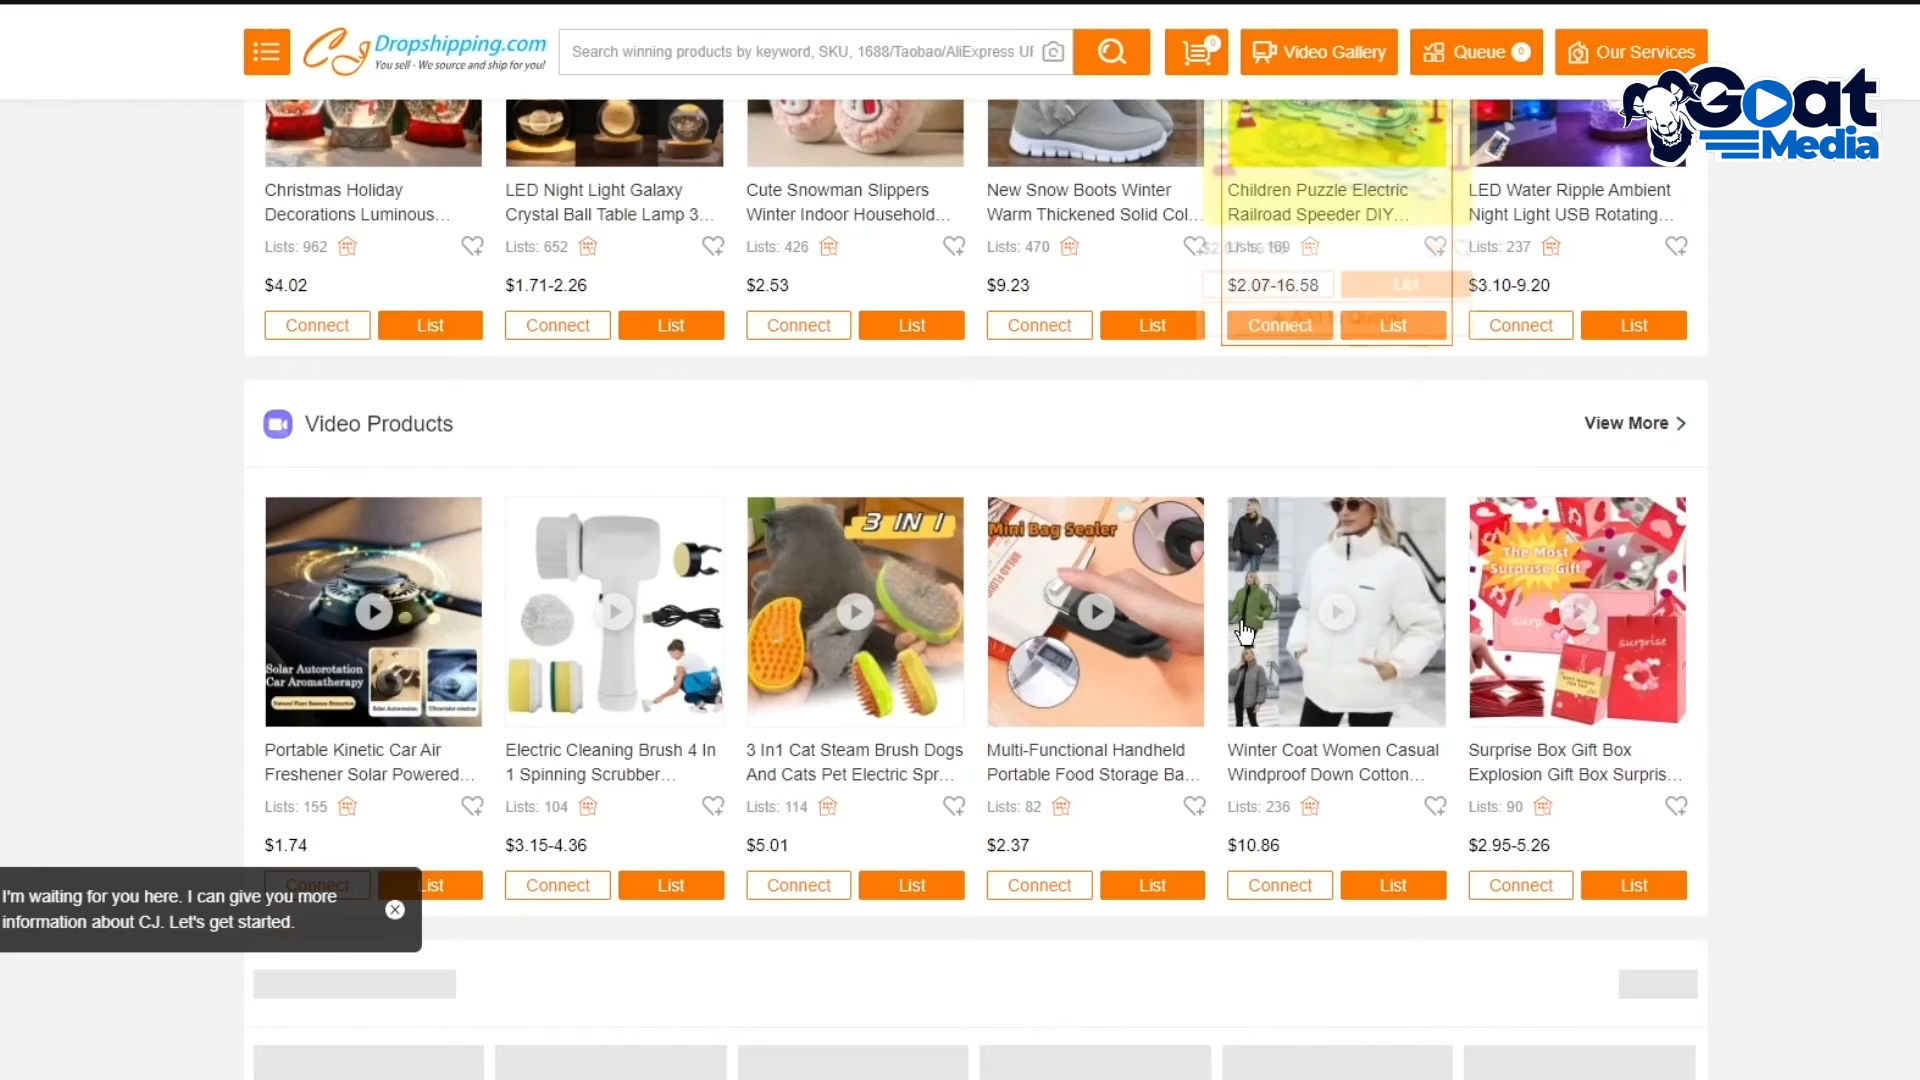 CJ Dropshipping.com
You sell - We source and ship for you!
Search winning products by keyword, SKU, 1688/Taobao/AliExpress UR
0
Video Gallery
Queue 0
Our Services
Goat
Media
Christmas Holiday
Decorations Luminous...
Lists: 962
$4.02
Connect
List
LED Night Light Galaxy
Crystal Ball Table Lamp 3...
Lists: 652
$1.71-2.26
Connect
List
Cute Snowman Slippers
Winter Indoor Household...
Lists: 426
$2.53
Connect
List
New Snow Boots Winter
Warm Thickened Solid Col...
Lists: 470
$9.23
Connect
List
Children Puzzle Electric
Railroad Speeder DIY...
Lists: 169
$2.07-16.58
List
Connect
List
LED Water Ripple Ambient
Night Light USB Rotating...
Lists: 237
$3.10-9.20
Connect
List
Video Products
View More >
Solar Autorotation
Car Aromatherapy
Portable Kinetic Car Air
Freshener Solar Powered...
Lists: 155
$1.74
Connect
List
Electric Cleaning Brush 4 In
1 Spinning Scrubber...
Lists: 104
$3.15-4.36
Connect
List
3 IN 1
3 In1 Cat Steam Brush Dogs
And Cats Pet Electric Spr...
Lists: 114
$5.01
Connect
List
Mini Bag Sealer
Multi-Functional Handheld
Portable Food Storage Ba...
Lists: 82
$2.37
Connect
List
Winter Coat Women Casual
Windproof Down Cotton...
Lists: 236
$10.86
Connect
List
The Most
Surprise Gift
Surprise
Surprise Box Gift Box
Explosion Gift Box Surpris...
Lists: 90
$2.95-5.26
Connect
List
I'm waiting for you here. I can give you more
information about CJ. Let's get started.